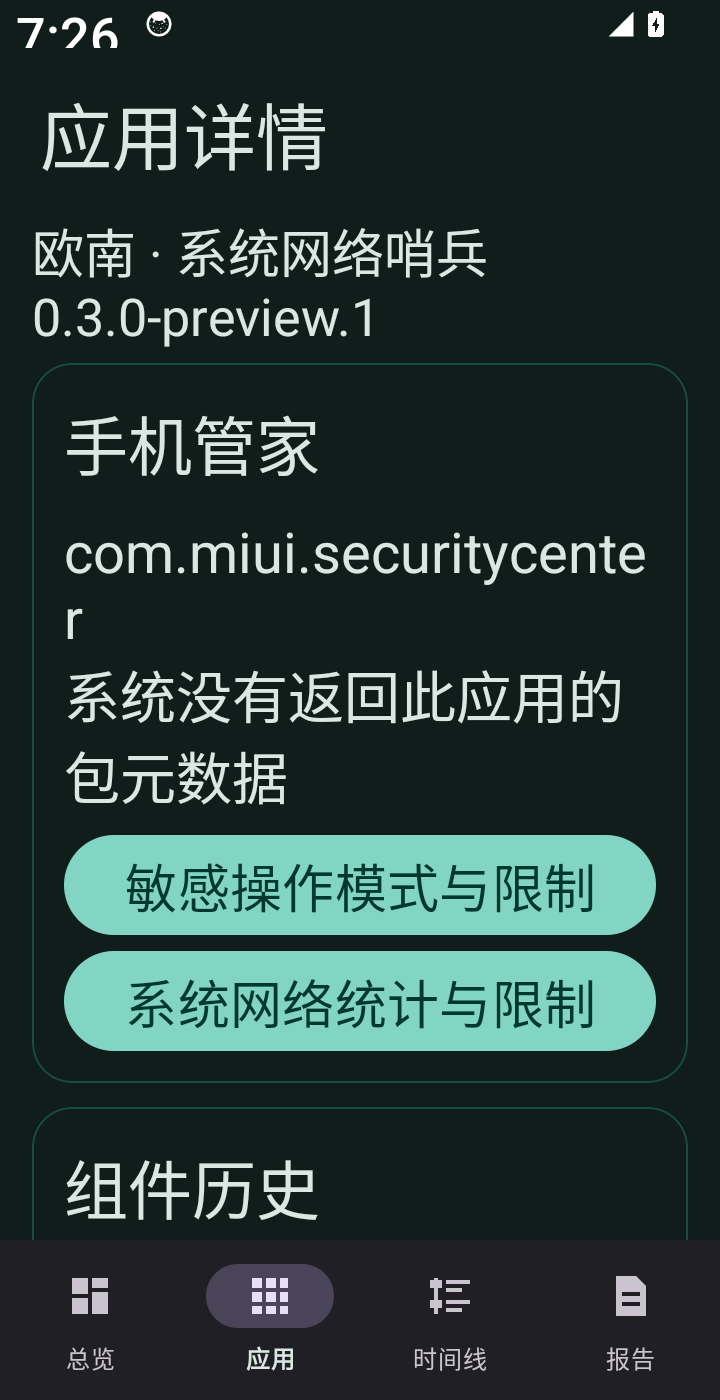 7:26
应用详情
欧南 · 系统网络哨兵
0.3.0-preview.1
手机管家
com.miui.securitycente
r
系统没有返回此应用的
包元数据
敏感操作模式与限制
系统网络统计与限制
组件历史
总览
应用
时间线
报告